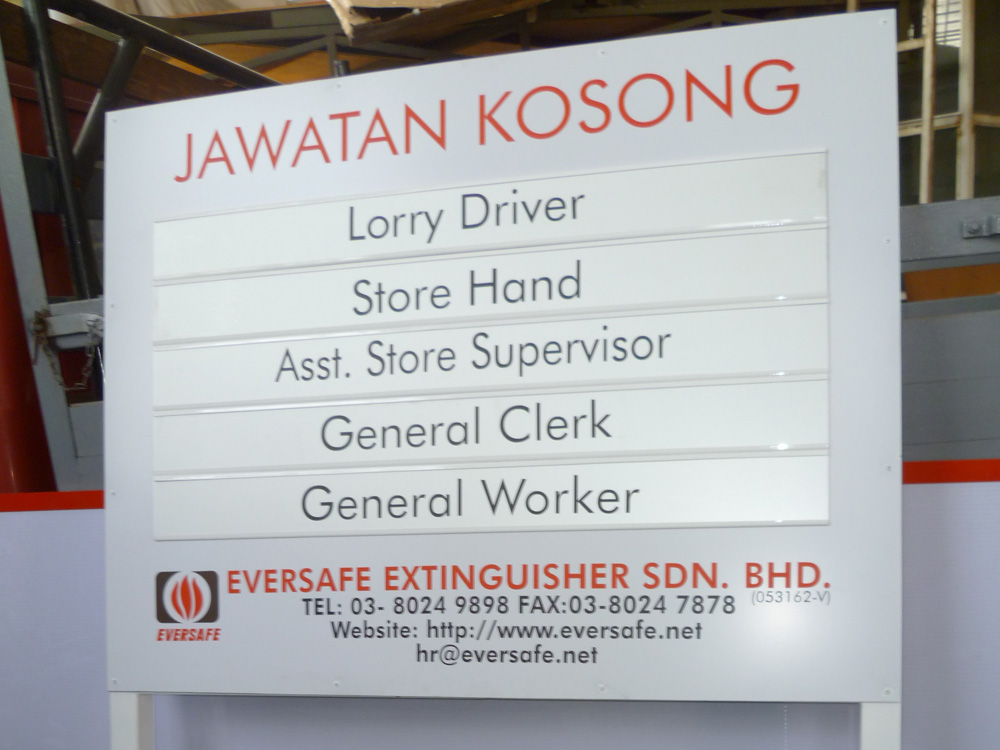 JAWATAN KOSONG
Lorry Driver
Store Hand
Asst. Store Supervisor
General Clerk
General Worker
EVERSAFE EXTINGUISHER SDN. BHD.
(053162-V)
TEL: 03- 8024 9898 FAX:03-8024 7878
EVERSAFE
Website: http://www.eversafe.net
hr@eversafe.net